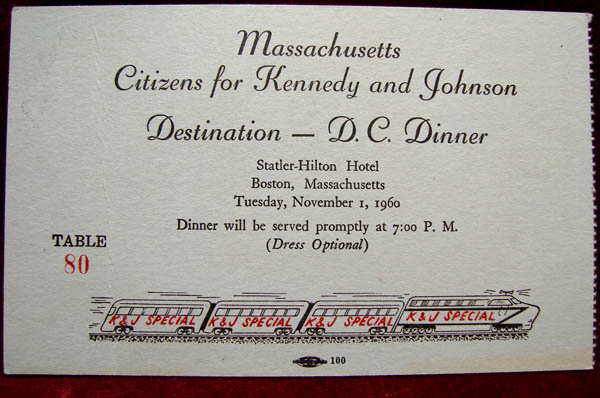 Massachusetts
Citizens for Kennedy and Johnson
Destination — D. C. Dinner
Statler-Hilton Hotel
Boston, Massachusetts
Tuesday, November 1, 1960
Dinner will be served promptly at 7:00 P. M.
(Dress Optional)
TABLE
80
K & J SPECIAL K & J SPECIAL K & J SPECIAL K & J SPECIAL
100